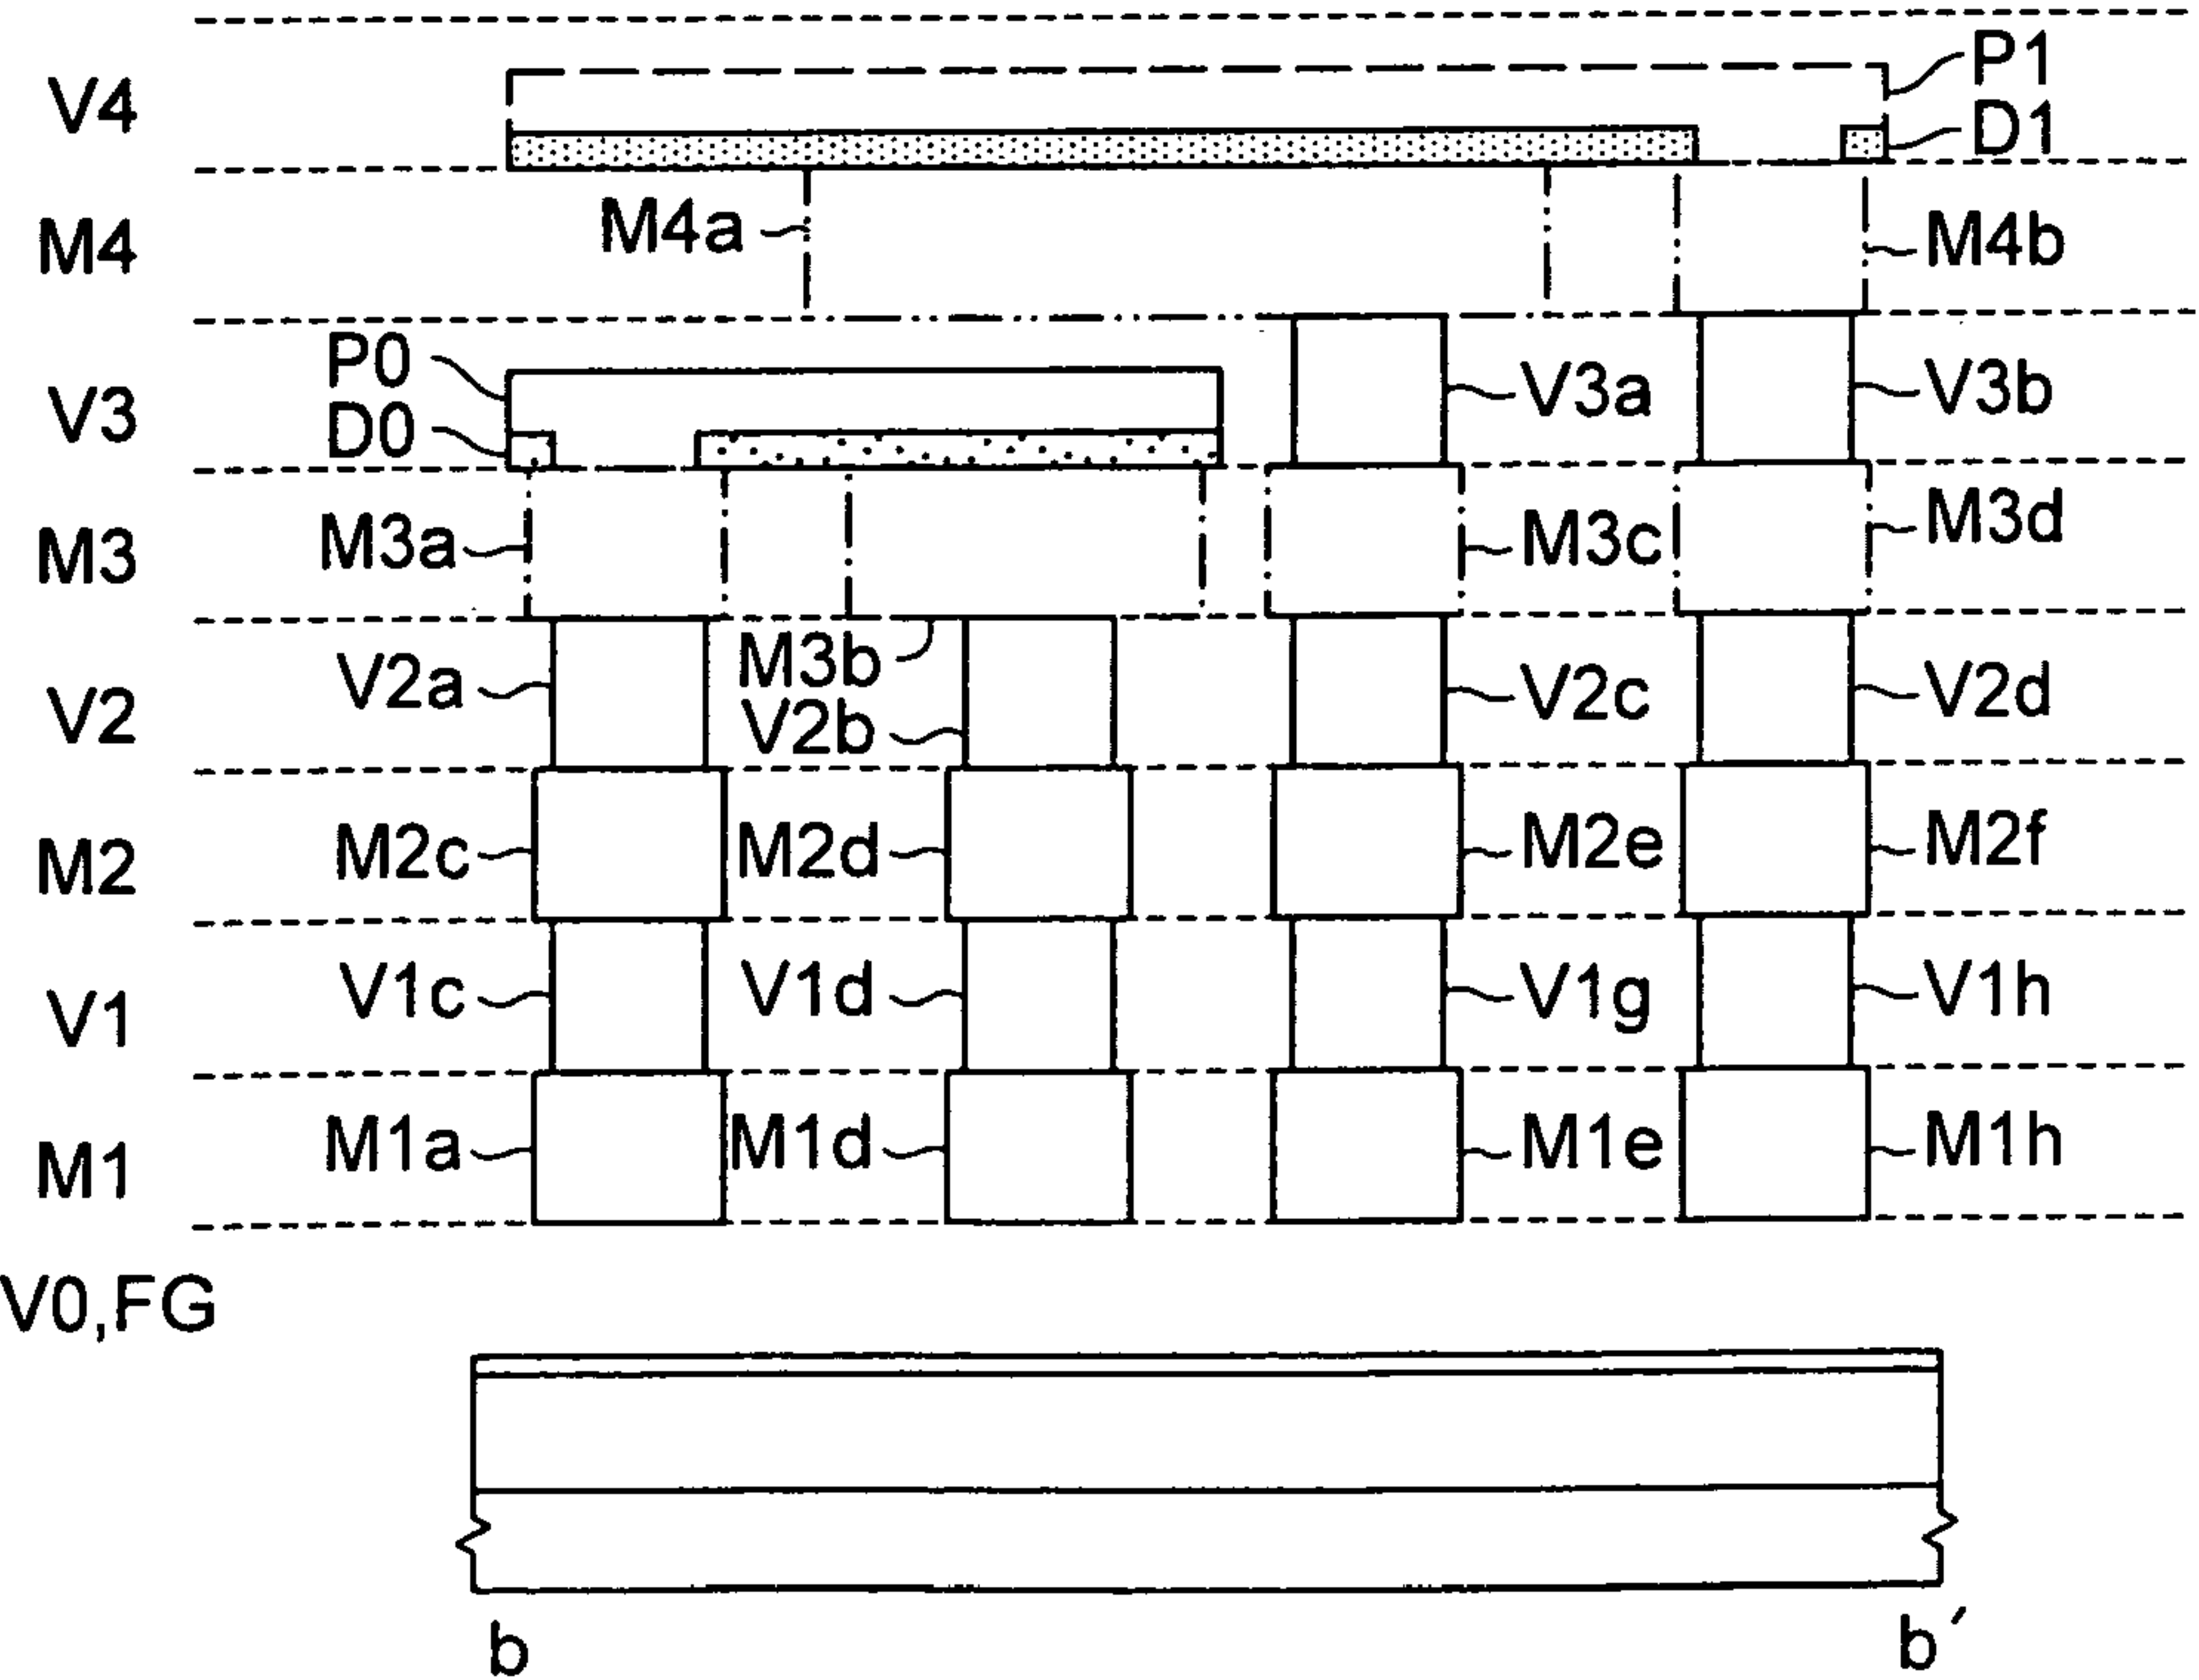 P1
V4
D1
M4a
M4
M4b
P0
V3
V3a
V3b
D0
M3a
M3
M3c
M3d
M3b
V2a
V2
V2b
V2c
V2d
M2c
M2
M2d
M2e
M2f
V1c
V1
V1d
V1g
V1h
M1a
M1
M1d
M1e
M1h
V0,FG
b
b′